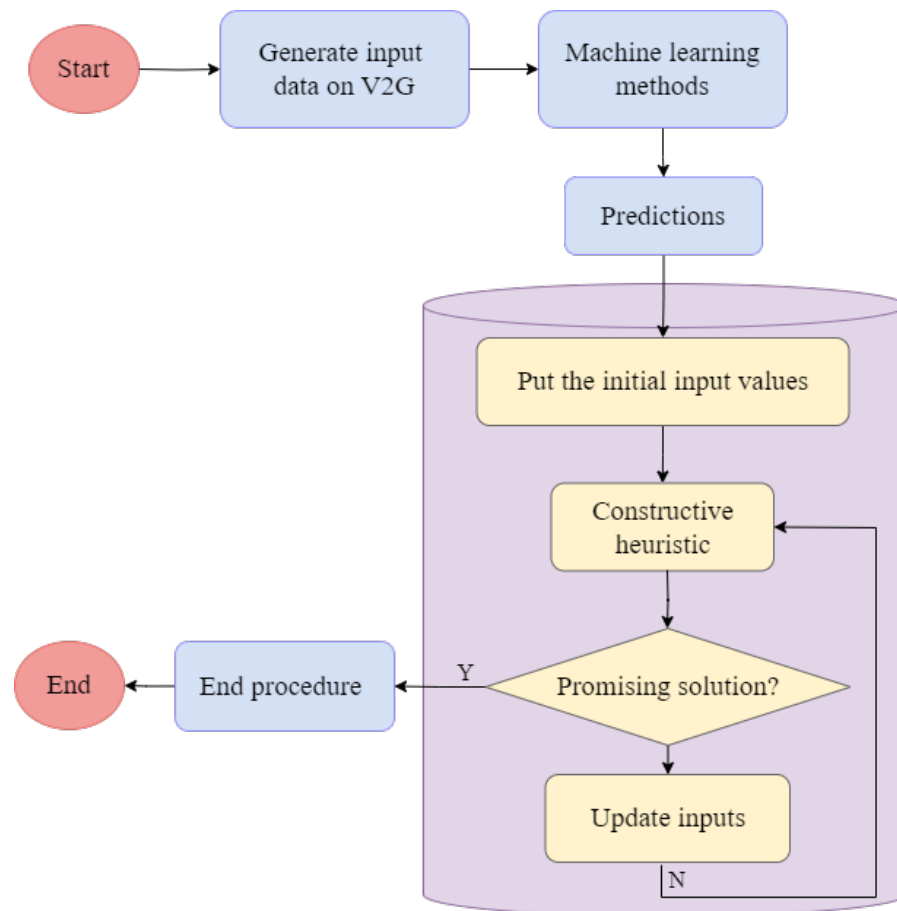 Start
Generate input
data on V2G
Machine learning
methods
Predictions
Put the initial input values
Constructive
heuristic
Promising solution?
Y
End procedure
End
Update inputs
N